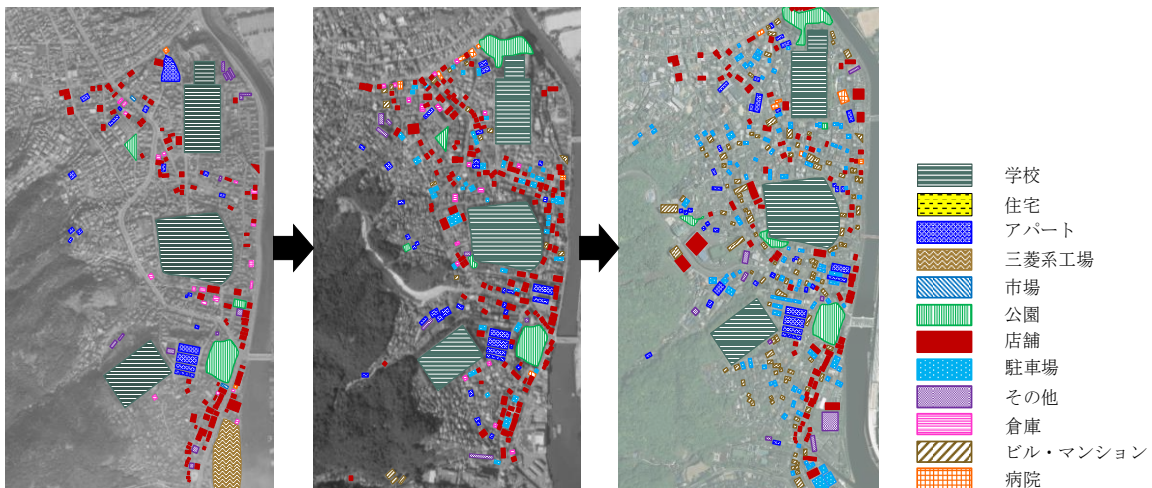 学校
住宅
アパート
三菱系工場
市場
公園
店舗
駐車場
その他
倉庫
ビル・マンション
病院